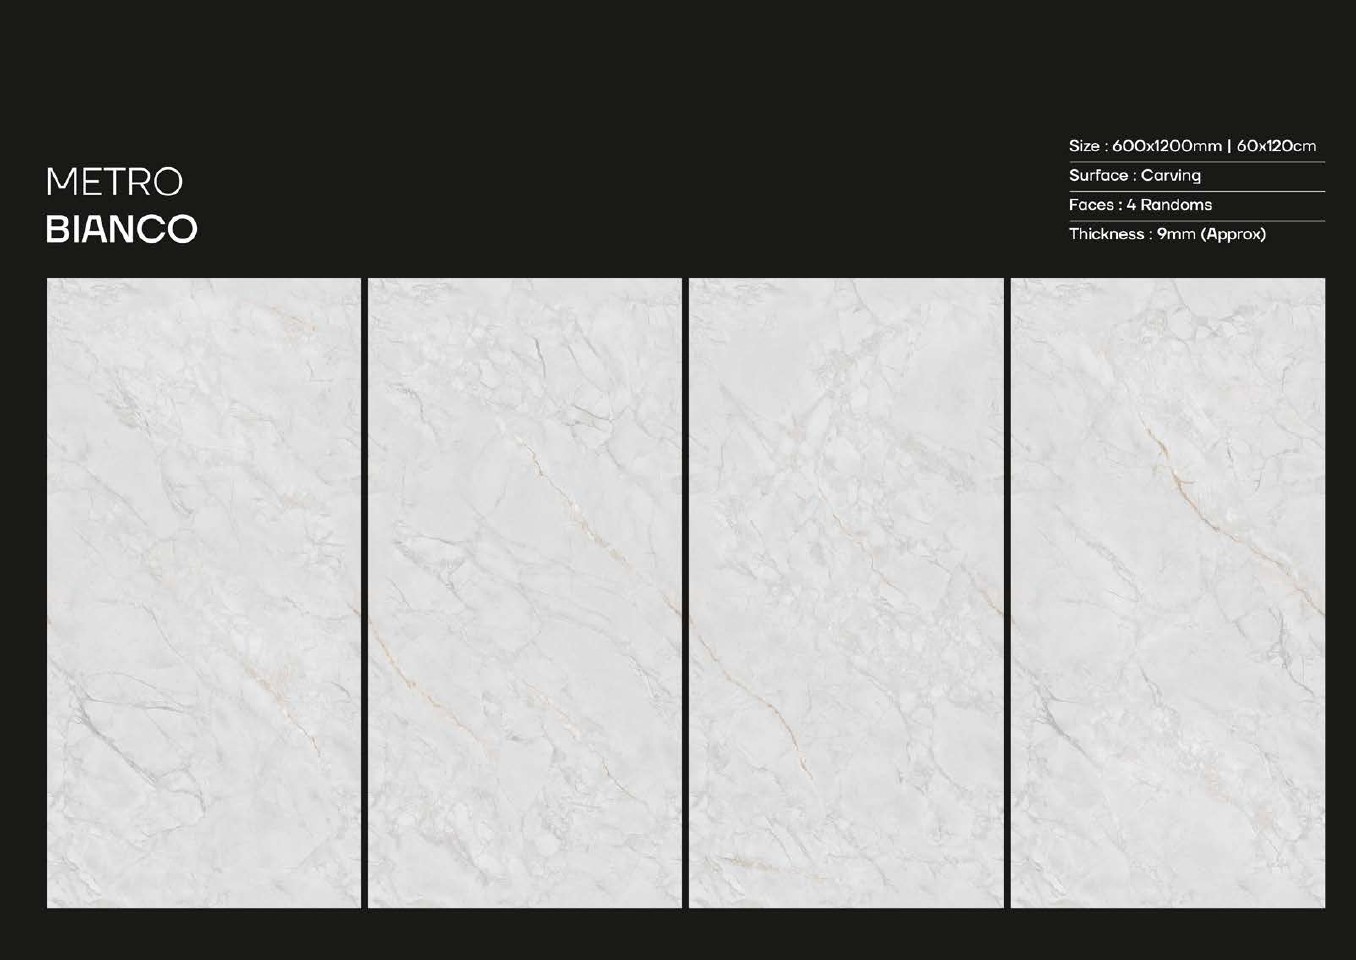 METRO
BIANCO
Size : 600x1200mm | 60x120cm
Surface : Carving
Faces : 4 Randoms
Thickness : 9mm (Approx)